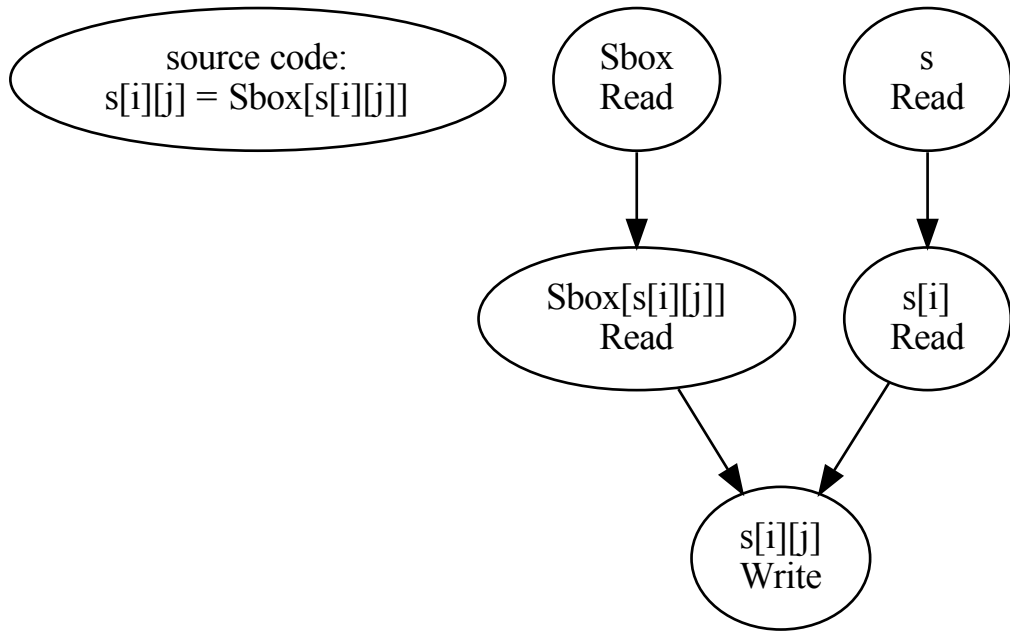 source code:
s[i][j] = Sbox[s[i][j]]
Sbox
Read
s
Read
Sbox[s[i][j]]
Read
s[i]
Read
s[i][j]
Write